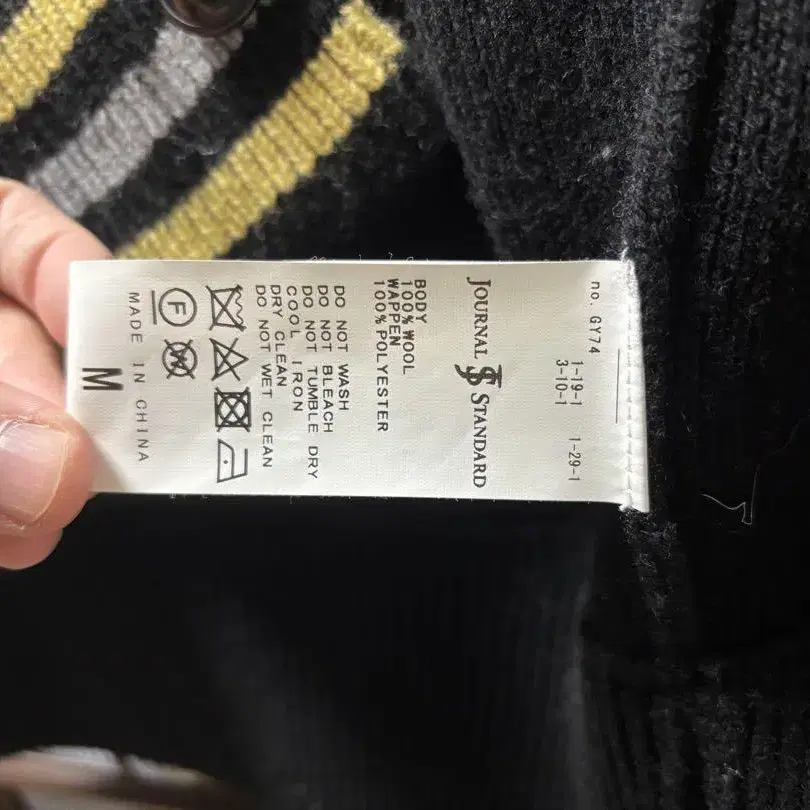 no. GY74
1-19-1 1-29-1
3-10-1
JOURNAL JS STANDARD
BODY
100% WOOL
WAPPEN
100% POLYESTER
DO NOT WASH
DO NOT BLEACH
DO NOT TUMBLE DRY
COOL IRON
DRY CLEAN
DO NOT WET CLEAN
F W
MADE IN CHINA
M